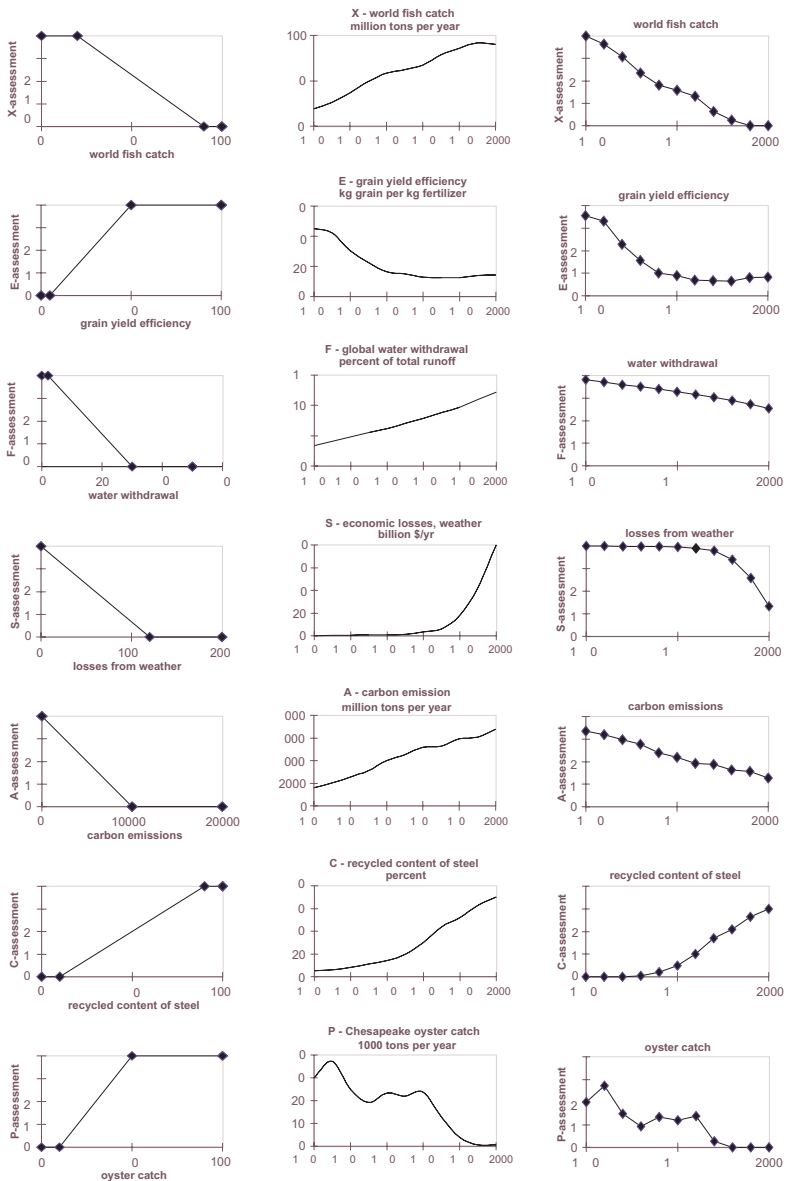 X - world fish catch
million tons per year
world fish catch
X-assessment
2
1
0
0 0 100
world fish catch
100
0
0
1 0 1 0 1 0 1 0 1 0 2000
X-assessment
2
1
0
1 0 1 2000
E - grain yield efficiency
kg grain per kg fertilizer
grain yield efficiency
E-assessment
2
1
0
0 0 100
grain yield efficiency
0
0
20
0
1 0 1 0 1 0 1 0 1 0 2000
E-assessment
2
1
0
1 0 1 2000
F - global water withdrawal
percent of total runoff
water withdrawal
F-assessment
2
1
0
0 20 0 0
water withdrawal
1
10
0
1 0 1 0 1 0 1 0 1 0 2000
F-assessment
2
1
0
1 0 1 2000
S - economic losses, weather
billion $/yr
losses from weather
S-assessment
2
1
0
0 100 200
losses from weather
0
0
0
20
0
1 0 1 0 1 0 1 0 1 0 2000
S-assessment
2
1
0
1 0 1 2000
A - carbon emission
million tons per year
carbon emissions
A-assessment
2
1
0
0 10000 20000
carbon emissions
000
000
000
2000
0
1 0 1 0 1 0 1 0 1 0 2000
A-assessment
2
1
0
1 0 1 2000
C - recycled content of steel
percent
recycled content of steel
C-assessment
2
1
0
0 0 100
recycled content of steel
0
0
0
20
0
1 0 1 0 1 0 1 0 1 0 2000
C-assessment
2
1
0
1 0 1 2000
P - Chesapeake oyster catch
1000 tons per year
oyster catch
P-assessment
2
1
0
0 0 100
oyster catch
0
0
20
10
0
1 0 1 0 1 0 1 0 1 0 2000
P-assessment
2
1
0
1 0 1 2000